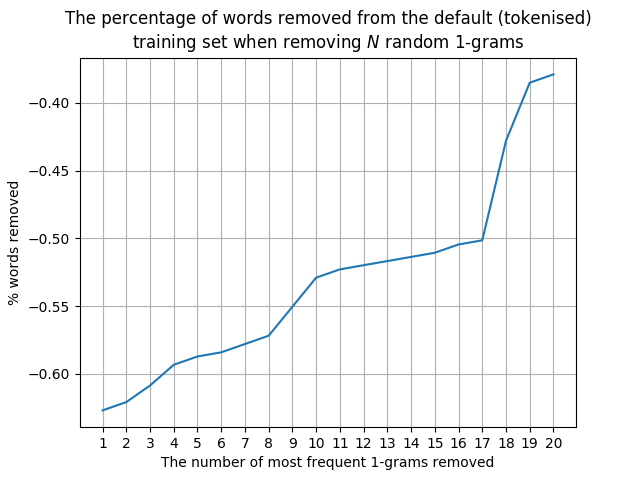 The percentage of words removed from the default (tokenised)
training set when removing N random 1-grams
% words removed
−0.40
−0.45
−0.50
−0.55
−0.60
1 2 3 4 5 6 7 8 9 10 11 12 13 14 15 16 17 18 19 20
The number of most frequent 1-grams removed